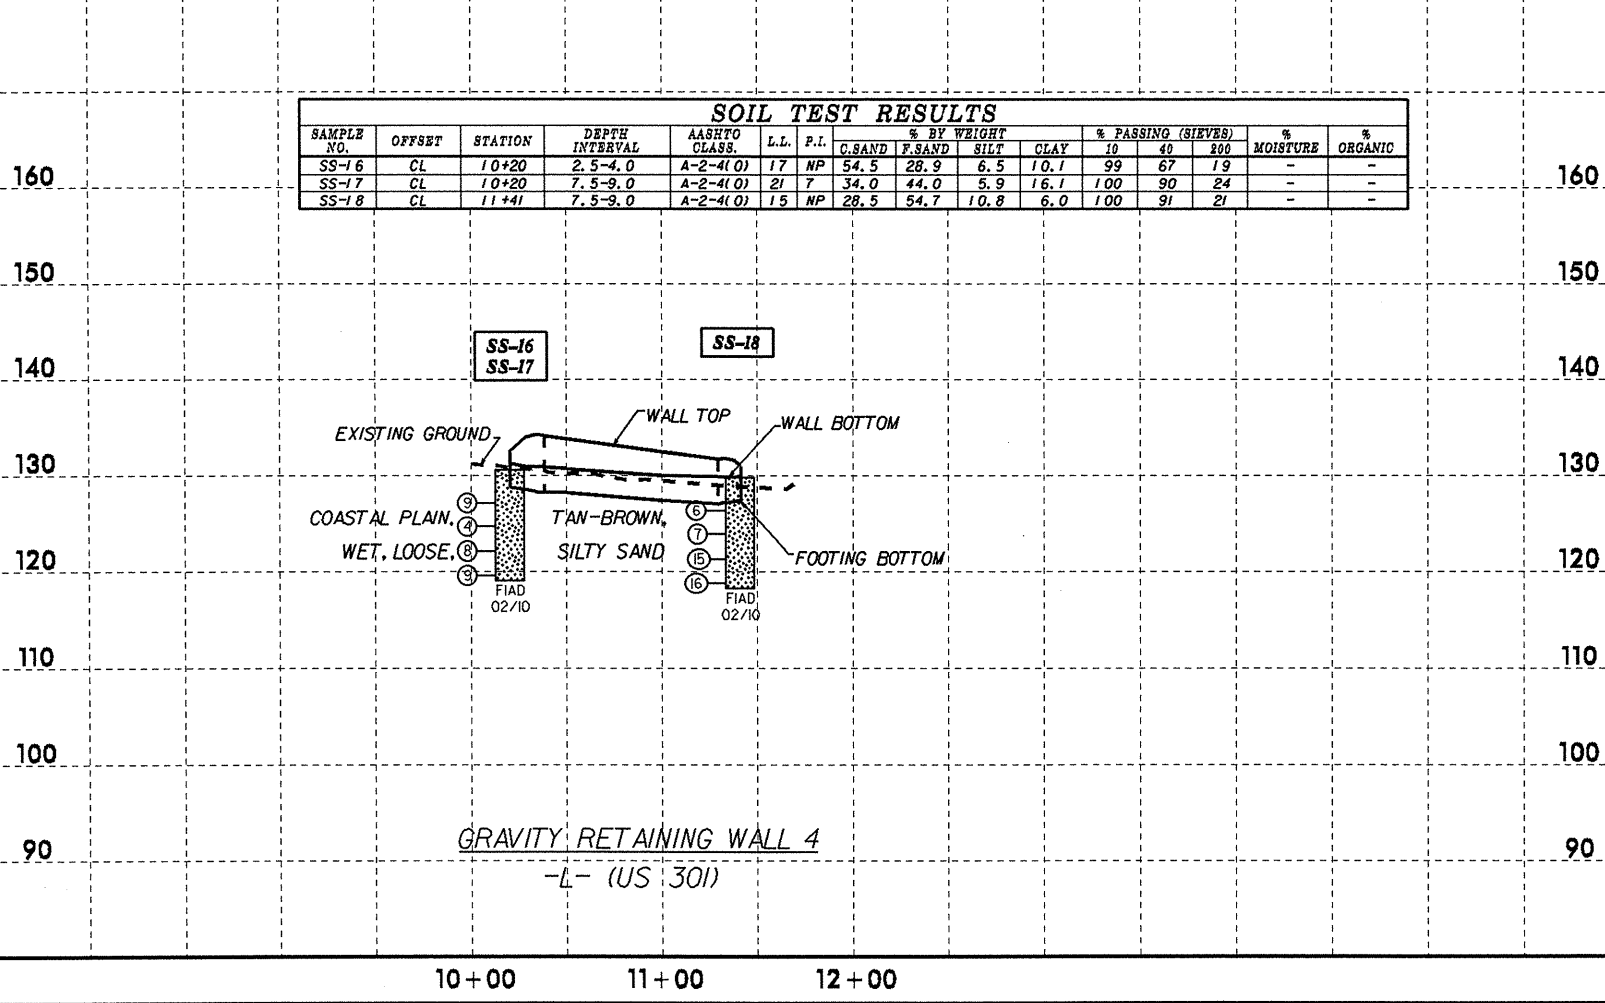 SOIL TEST RESULTS
SAMPLE NO. OFFSET STATION DEPTH INTERVAL AASHTO CLASS. L.L. P.I. % BY WEIGHT % PASSING (SIEVES) % MOISTURE % ORGANIC
C.SAND F.SAND SILT CLAY 10 40 200
SS-16 CL 10+20 2.5-4.0 A-2-4(0) 17 NP 54.5 28.9 6.5 10.1 99 67 19 - -
SS-17 CL 10+20 7.5-9.0 A-2-4(0) 21 7 34.0 44.0 5.9 16.1 100 90 24 - -
SS-18 CL 11+41 7.5-9.0 A-2-4(0) 15 NP 28.5 54.7 10.8 6.0 100 91 21 - -
160 160
150 150
SS-16
SS-17
SS-18
140 140
WALL TOP
WALL BOTTOM
EXISTING GROUND
130 130
9 6
COASTAL PLAIN, TAN-BROWN,
4 7
WET, LOOSE, SILTY SAND
8 15
FOOTING BOTTOM
120 120
9 16
FIAD
02/10
FIAD
02/10
110 110
100 100
90 90
GRAVITY RETAINING WALL 4
-L- (US 301)
10+00 11+00 12+00